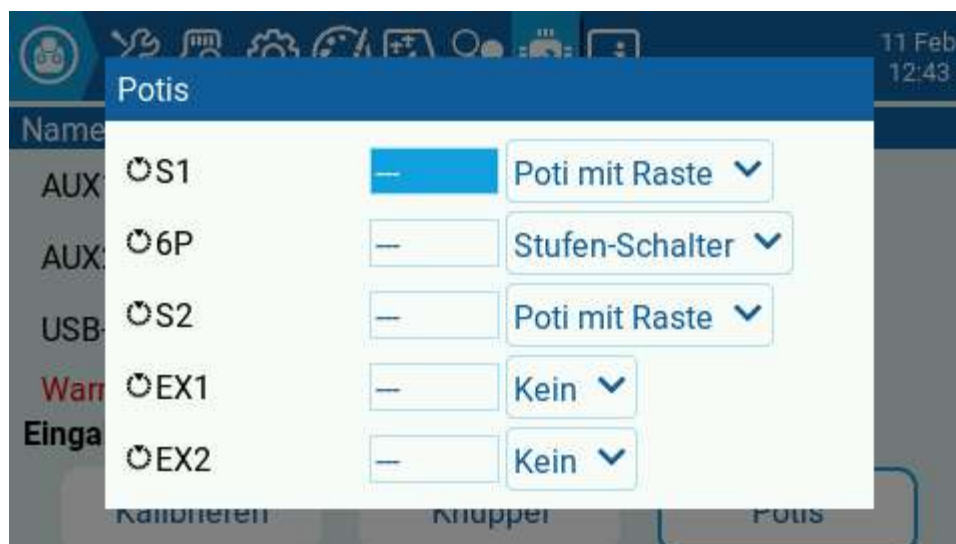 11 Feb
12:43
Potis
Name
AUX
S1
---
Poti mit Raste
AUX
6P
---
Stufen-Schalter
USB-
S2
---
Poti mit Raste
EX1
---
Kein
Einga
EX2
---
Kein
Kalibrieren
Knüppel
Potis